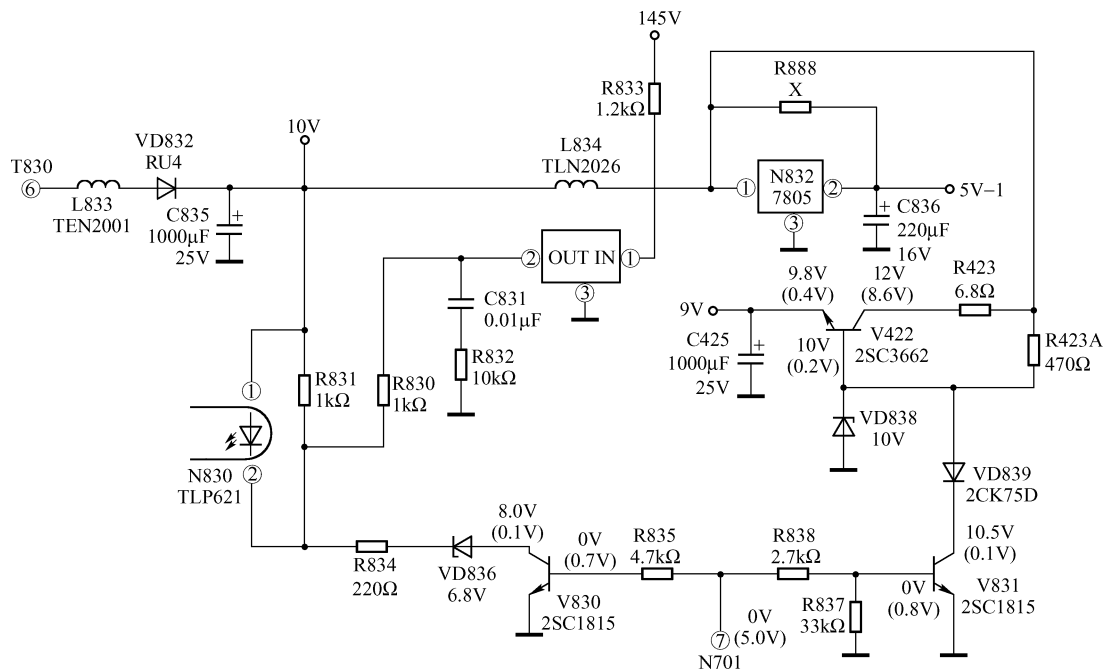 145V
R833
1.2kΩ
R888
X
10V
VD832
RU4
L834
TLN2026
T830
⑥
L833
TEN2001
C835
1000μF
25V
+
①
N832
7805
②
③
5V−1
+
C836
220μF
16V
②
OUT IN
①
③
C831
0.01μF
R832
10kΩ
R831
1kΩ
R830
1kΩ
9.8V
(0.4V)
12V
(8.6V)
R423
6.8Ω
9V
C425
1000μF
25V
+
10V
(0.2V)
V422
2SC3662
R423A
470Ω
①
②
N830
TLP621
VD838
10V
VD839
2CK75D
R834
220Ω
VD836
6.8V
8.0V
(0.1V)
0V
(0.7V)
V830
2SC1815
R835
4.7kΩ
R838
2.7kΩ
⑦
N701
0V
(5.0V)
R837
33kΩ
0V
(0.8V)
10.5V
(0.1V)
V831
2SC1815